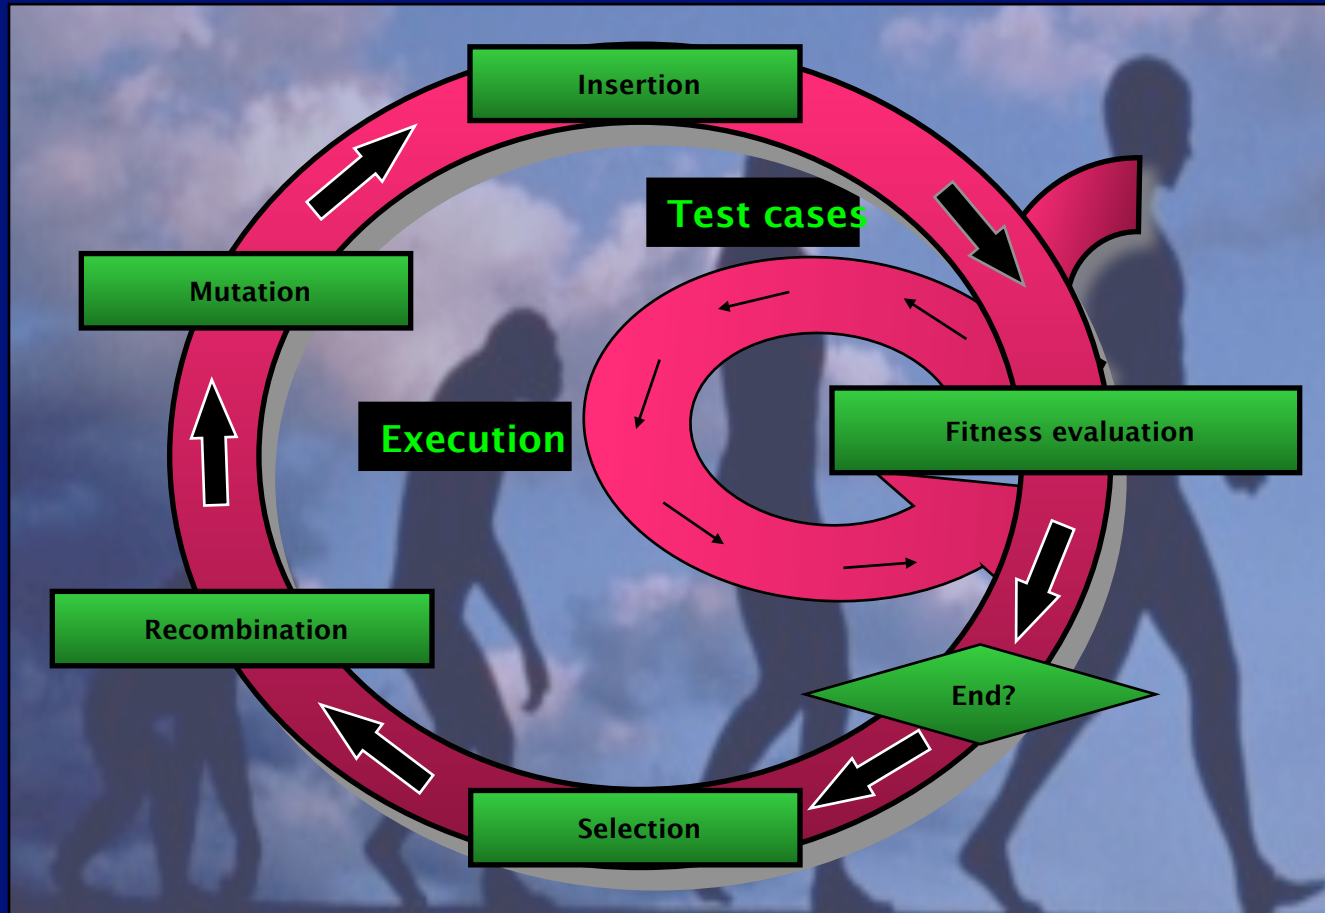 Insertion
Test cases
Mutation
Execution
Fitness evaluation
Recombination
End?
Selection